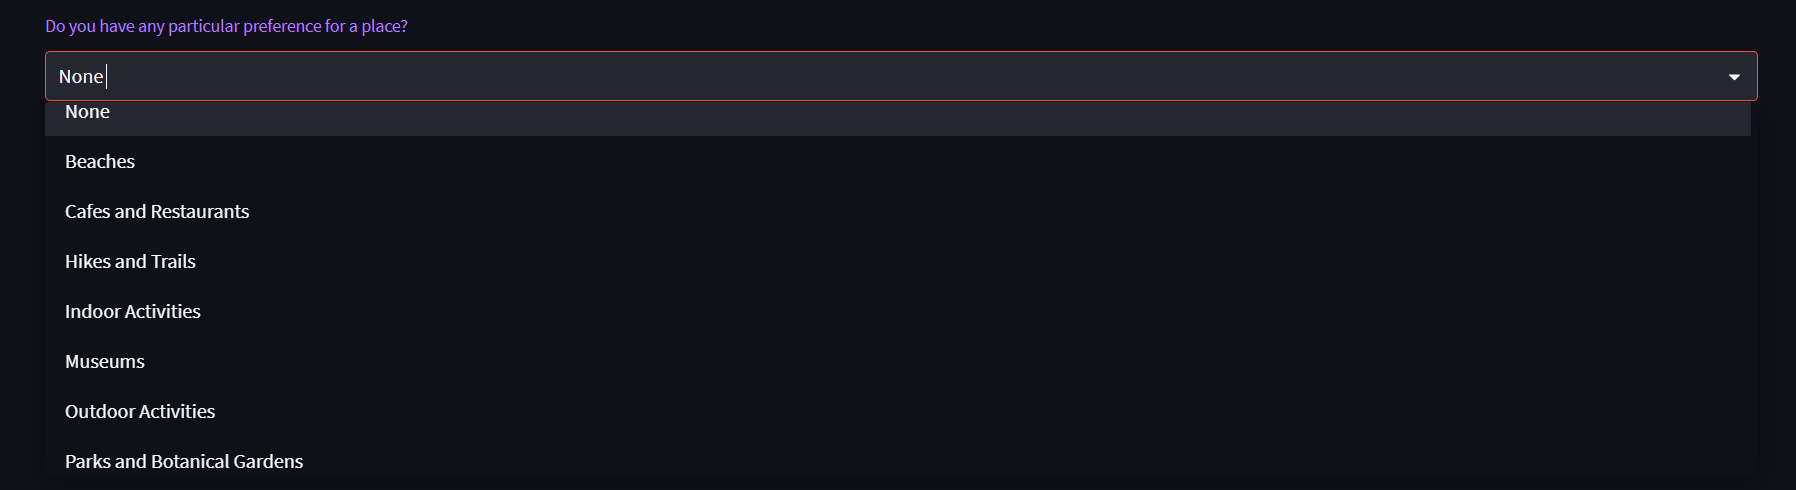 Do you have any particular preference for a place?
None
None
Beaches
Cafes and Restaurants
Hikes and Trails
Indoor Activities
Museums
Outdoor Activities
Parks and Botanical Gardens